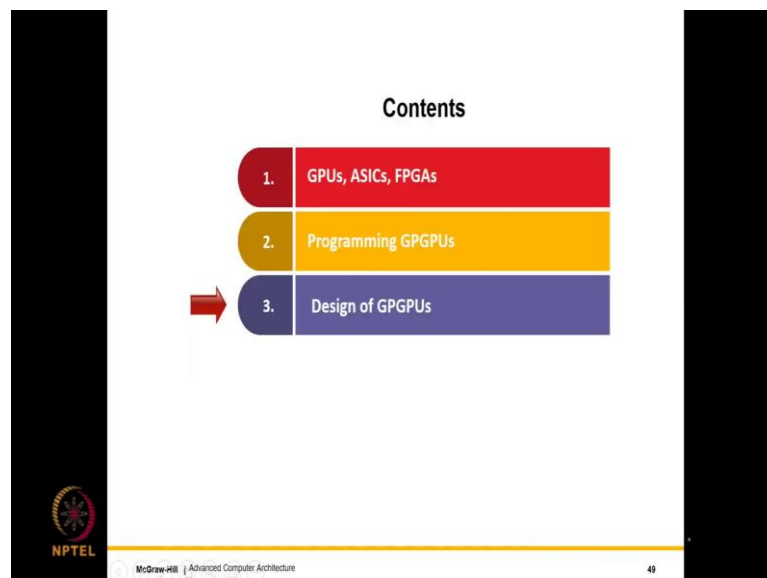 Contents
1. GPUs, ASICs, FPGAs
2. Programming GPGPUs
3. Design of GPGPUs
NPTEL
McGraw-Hill | Advanced Computer Architecture 49